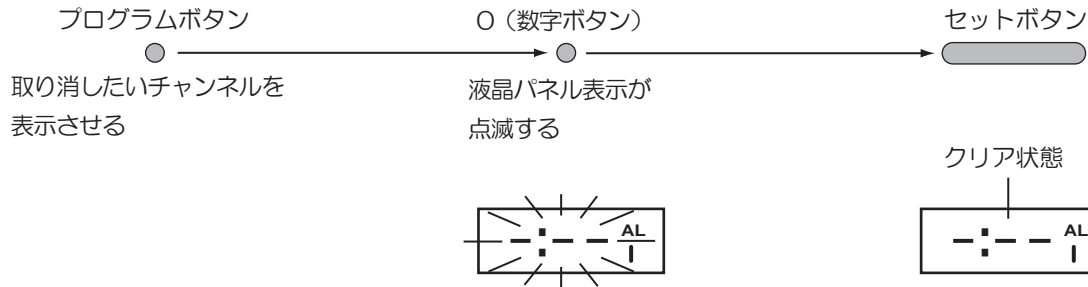 プログラムボタン
0（数字ボタン）
セットボタン
取り消したいチャンネルを
表示させる
液晶パネル表示が
点滅する
クリア状態
-:-- AL
1
-:-- AL
1